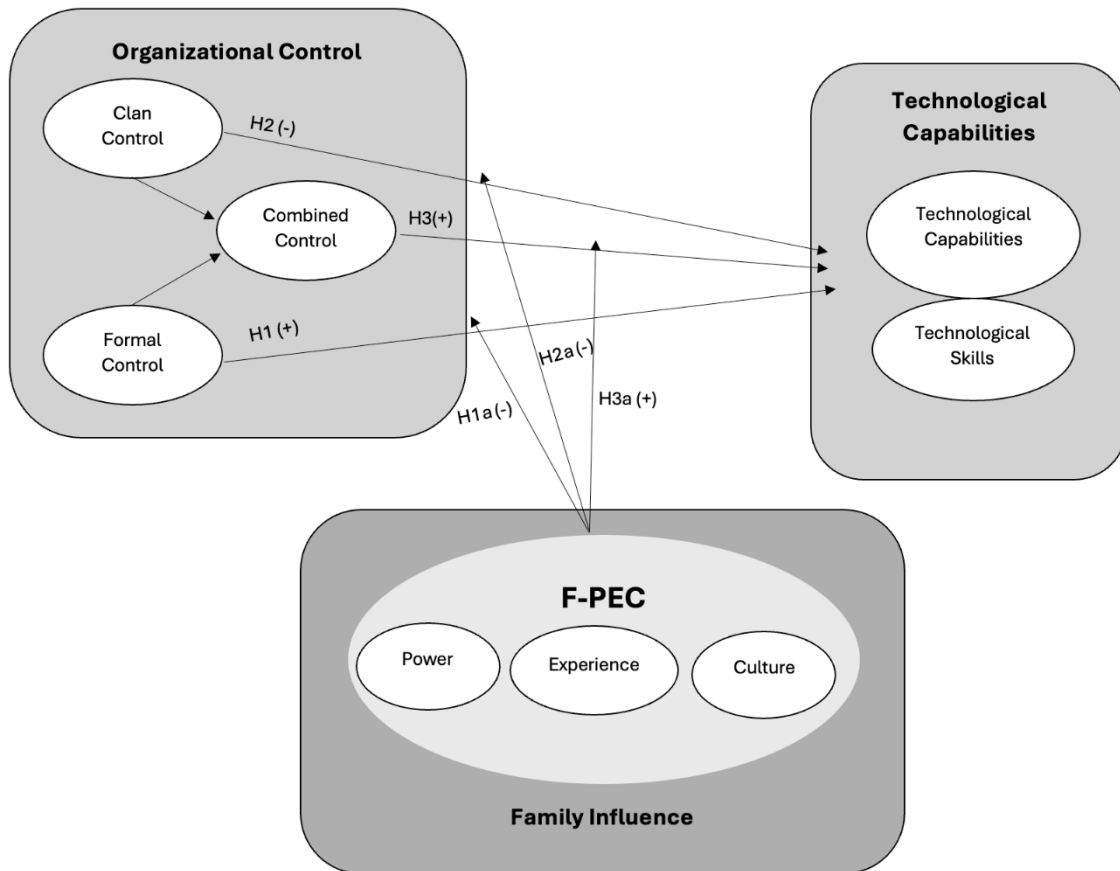 Organizational Control
Clan
Control
H2 (-)
Combined
Control
H3(+)
Formal
Control
H1 (+)
Technological
Capabilities
Technological
Capabilities
Technological
Skills
H1a (-)
H2a (-)
H3a (+)
F-PEC
Power
Experience
Culture
Family Influence